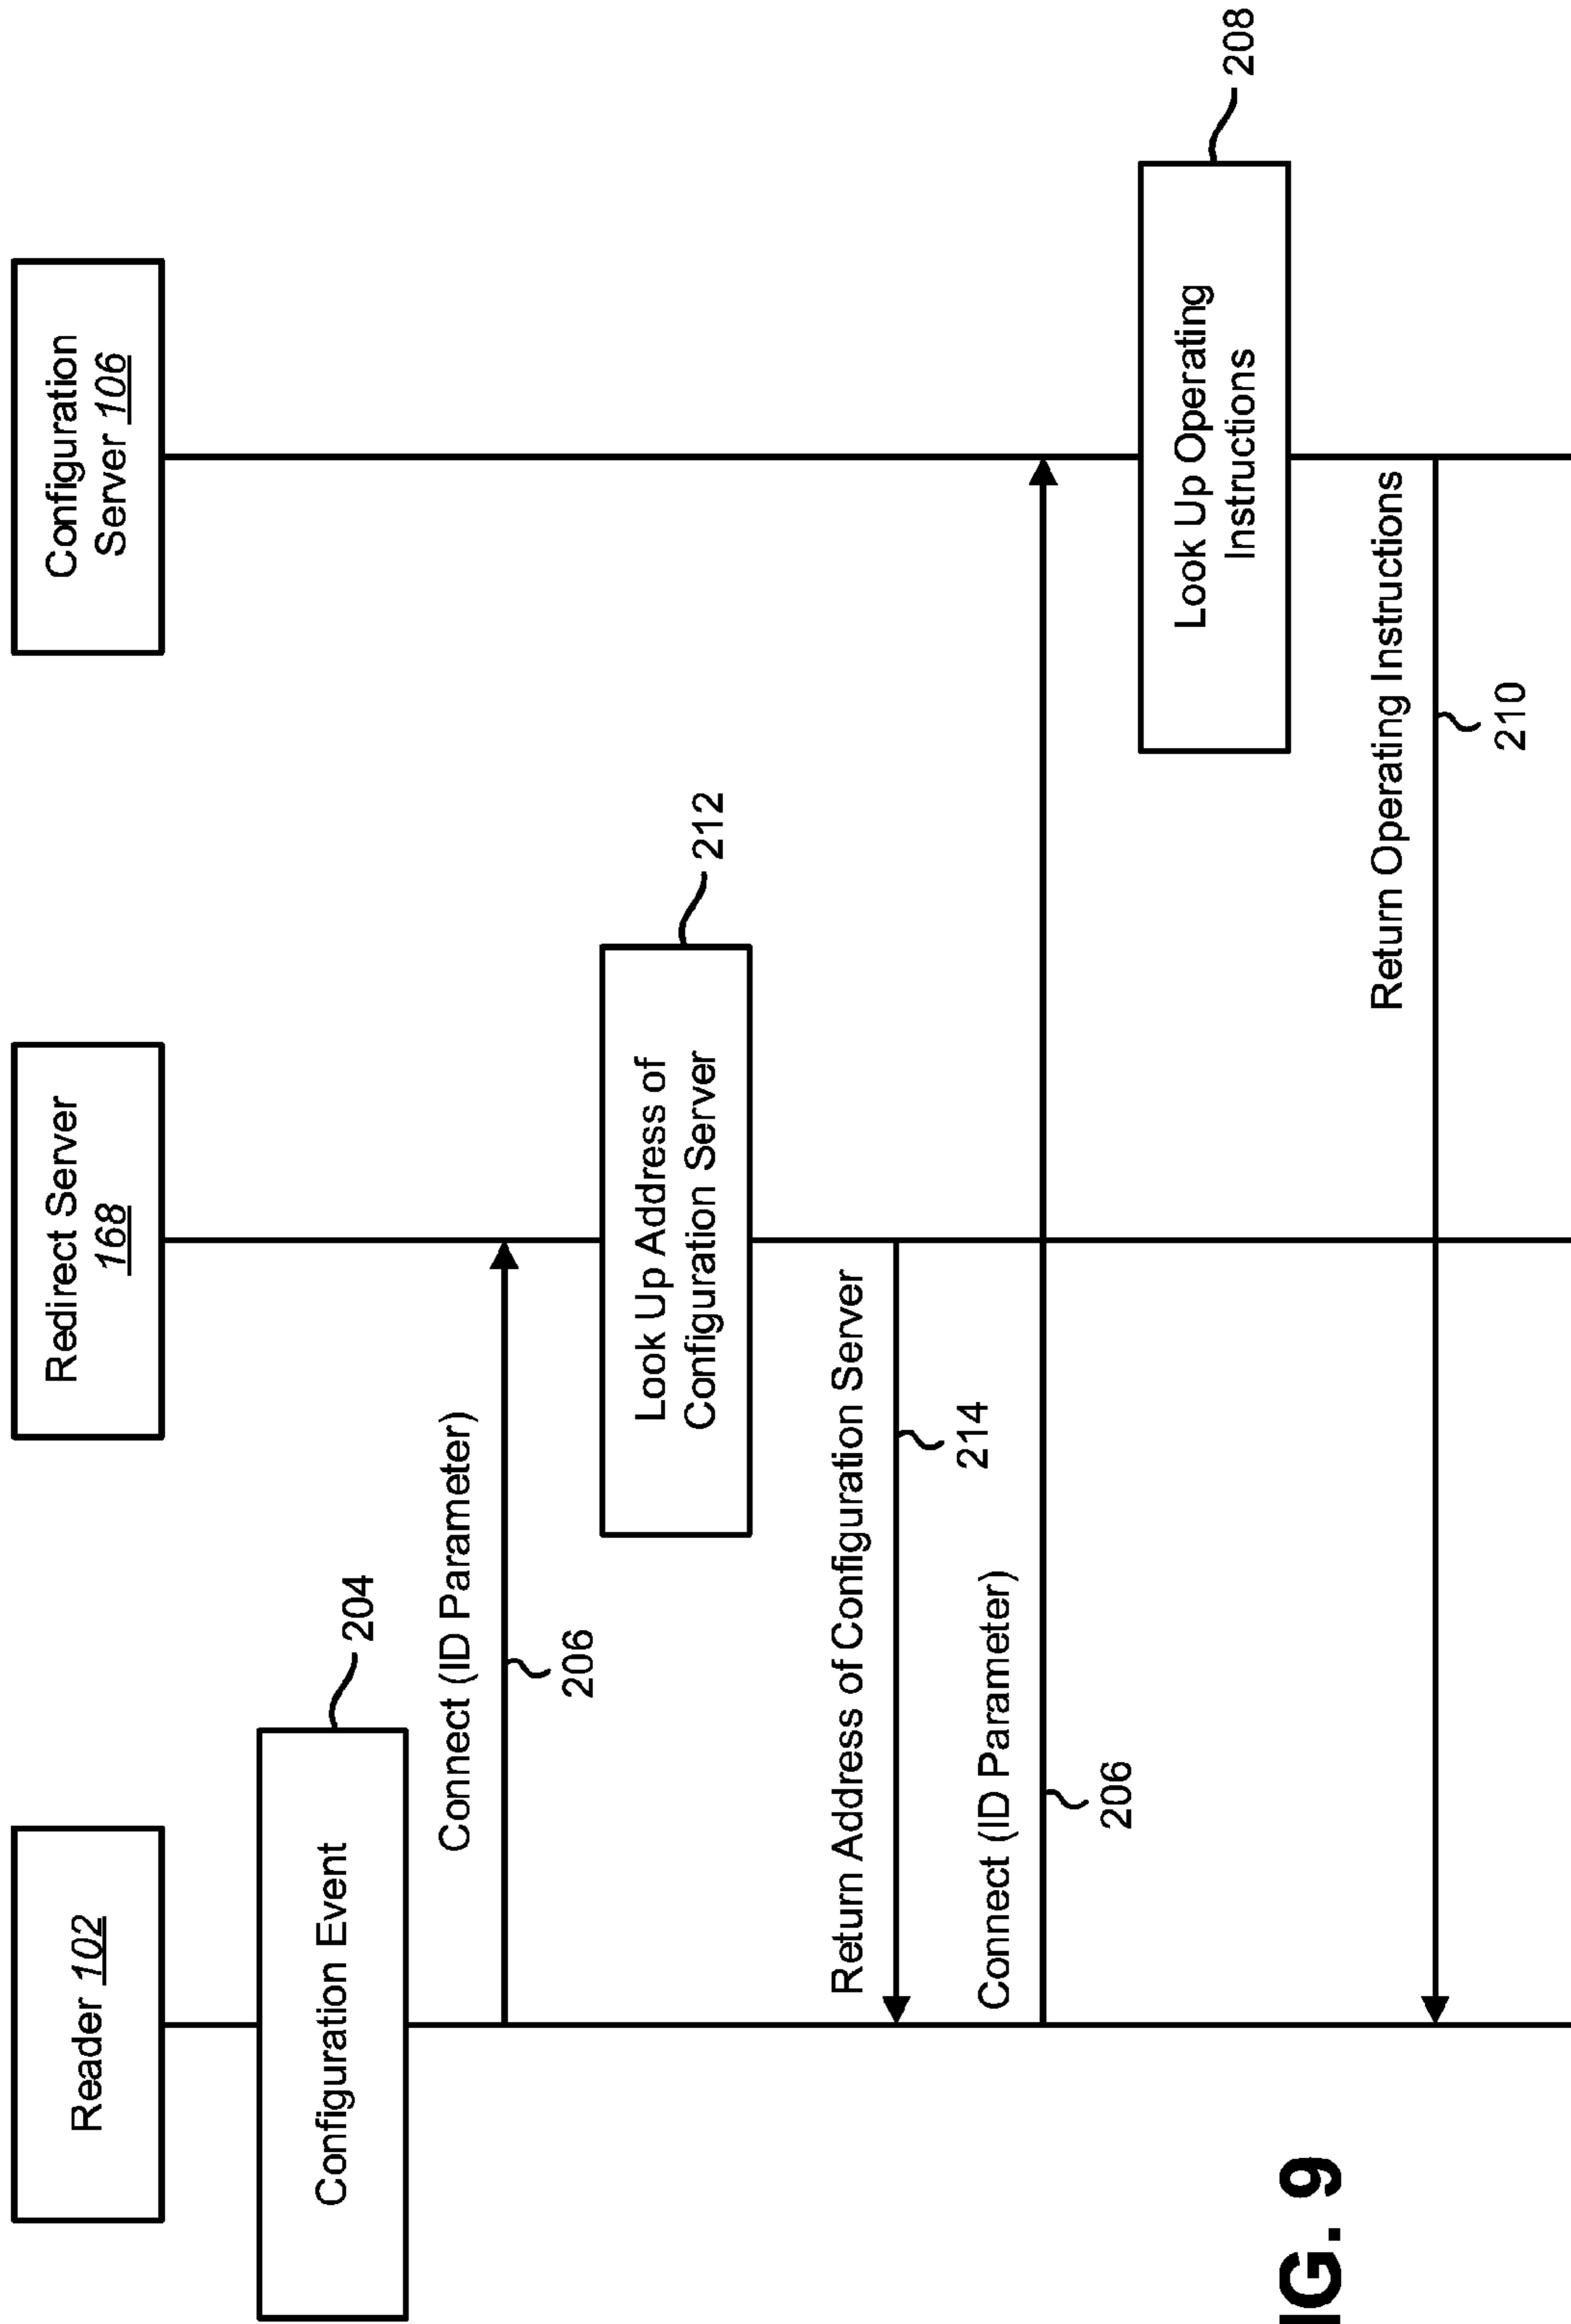 Reader 102
Redirect Server
168
Configuration
Server 106
Configuration Event
204
Connect (ID Parameter)
206
Look Up Address of
Configuration Server
212
Return Address of Configuration Server
214
Connect (ID Parameter)
206
Look Up Operating
Instructions
208
Return Operating Instructions
210
IG. 9